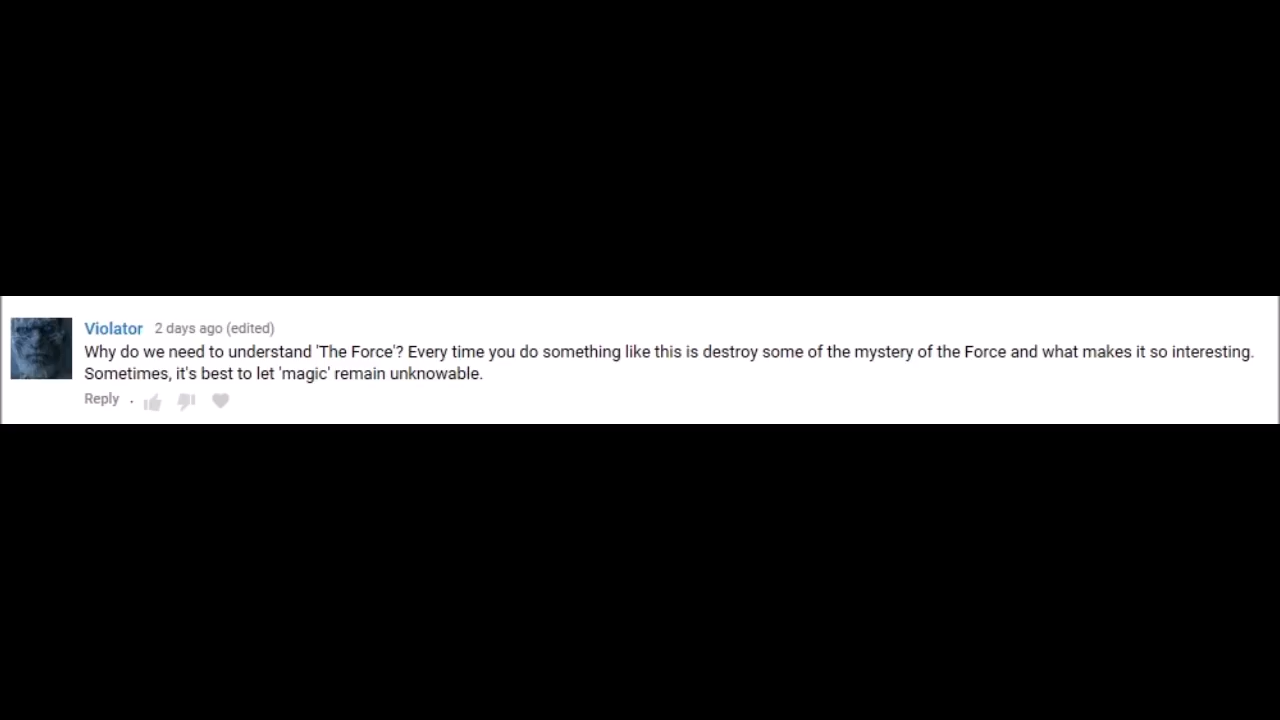 Violator 2 days ago (edited)
Why do we need to understand 'The Force'? Every time you do something like this is destroy some of the mystery of the Force and what makes it so interesting.
Sometimes, it's best to let 'magic' remain unknowable.
Reply .